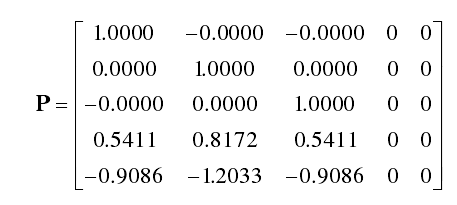 1.0000 −0.0000 −0.0000 0 0
0.0000 1.0000 0.0000 0 0
P = −0.0000 0.0000 1.0000 0 0
0.5411 0.8172 0.5411 0 0
−0.9086 −1.2033 −0.9086 0 0